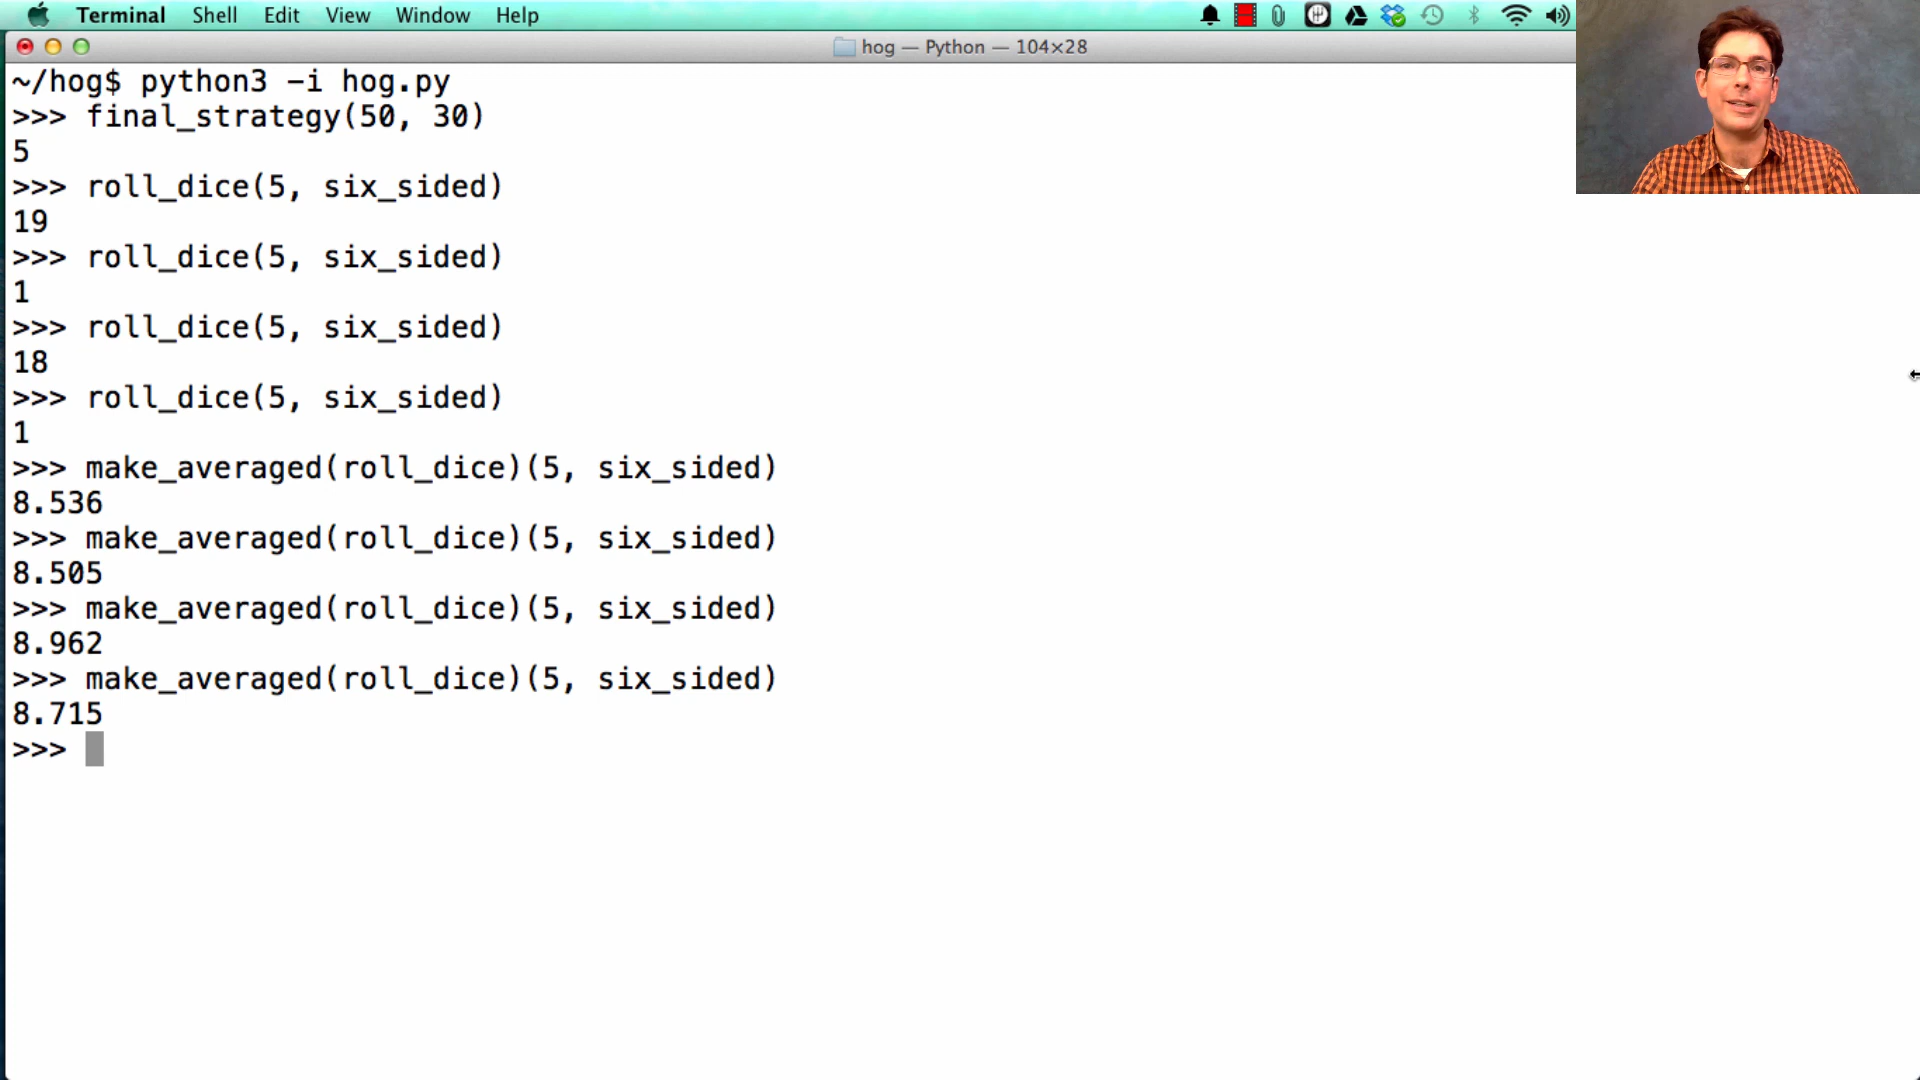 Terminal Shell Edit View Window Help
hog — Python — 104×28
~/hog$ python3 -i hog.py
>>> final_strategy(50, 30)
5
>>> roll_dice(5, six_sided)
19
>>> roll_dice(5, six_sided)
1
>>> roll_dice(5, six_sided)
18
>>> roll_dice(5, six_sided)
1
>>> make_averaged(roll_dice)(5, six_sided)
8.536
>>> make_averaged(roll_dice)(5, six_sided)
8.505
>>> make_averaged(roll_dice)(5, six_sided)
8.962
>>> make_averaged(roll_dice)(5, six_sided)
8.715
>>>